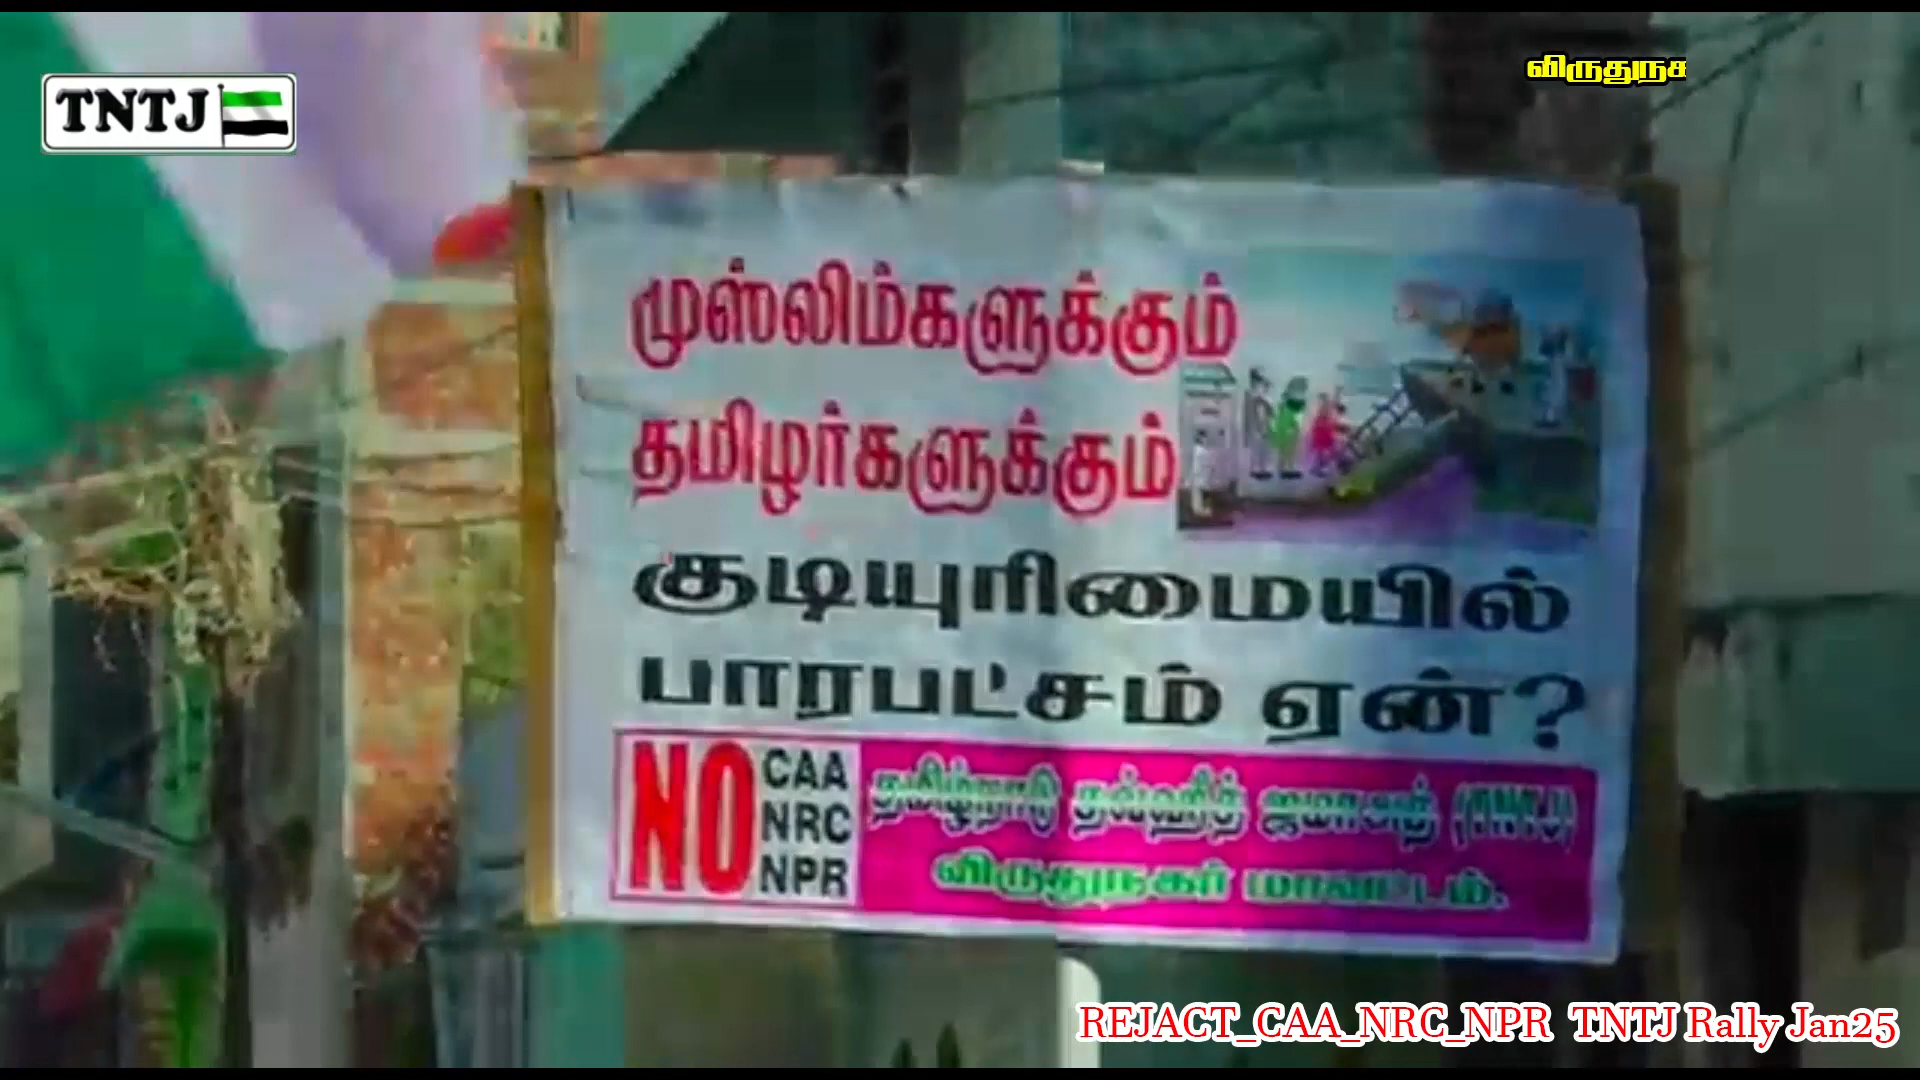 TNTJ
விருதுநக
முஸ்லிம்களுக்கும்
தமிழர்களுக்கும்
குடியுரிமையில்
பாரபட்சம் ஏன்?
NO CAA
NRC
NPR
தமிழ்நாடு தவ்ஹீத் ஜமாஅத் (TNTJ)
விருதுநகர் மாவட்டம்.
REJACT_CAA_NRC_NPR TNTJ Rally Jan25